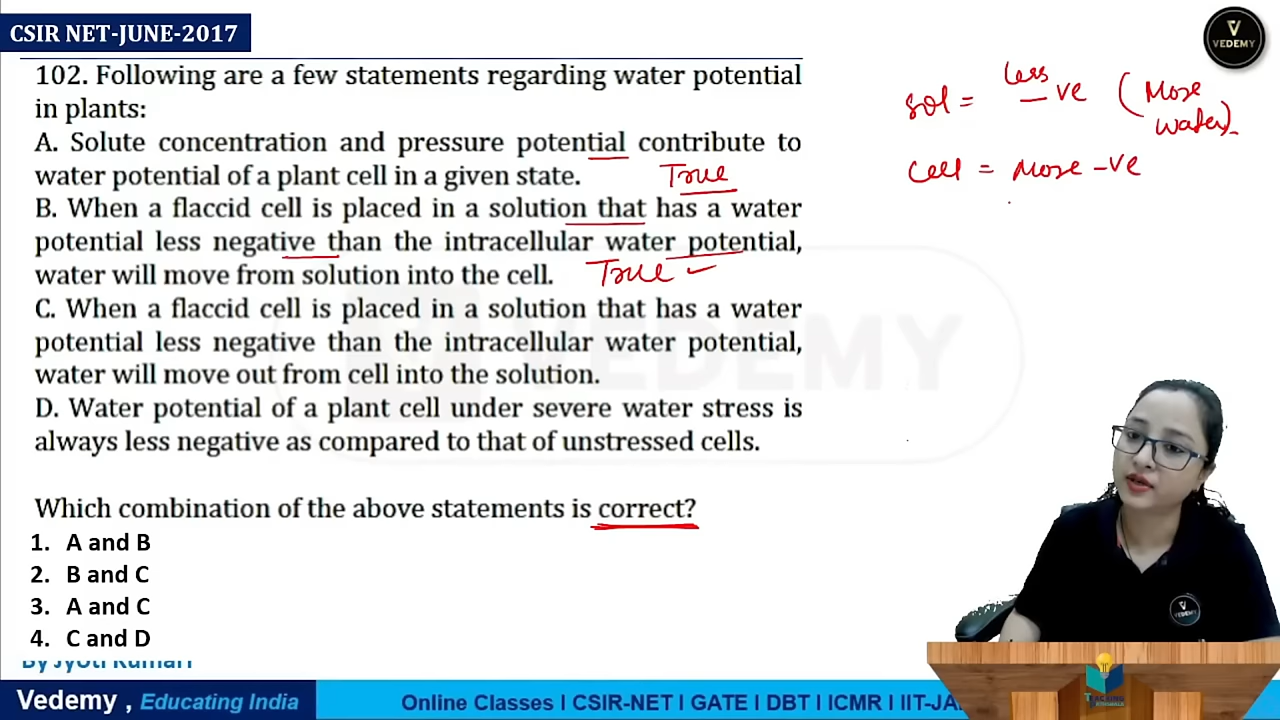 CSIR NET-JUNE-2017
VEDEMY
102. Following are a few statements regarding water potential
in plants:
A. Solute concentration and pressure potential contribute to
water potential of a plant cell in a given state.
True
B. When a flaccid cell is placed in a solution that has a water
potential less negative than the intracellular water potential,
water will move from solution into the cell.
True ✓
C. When a flaccid cell is placed in a solution that has a water
potential less negative than the intracellular water potential,
water will move out from cell into the solution.
D. Water potential of a plant cell under severe water stress is
always less negative as compared to that of unstressed cells.
Which combination of the above statements is correct?
1. A and B
2. B and C
3. A and C
4. C and D
less
Sol = –ve (More
water)
Cell = More -ve
VEDEMY
By Jyoti Kumari
Vedemy , Educating India
Online Classes I CSIR-NET I GATE I DBT I ICMR I IIT-JA